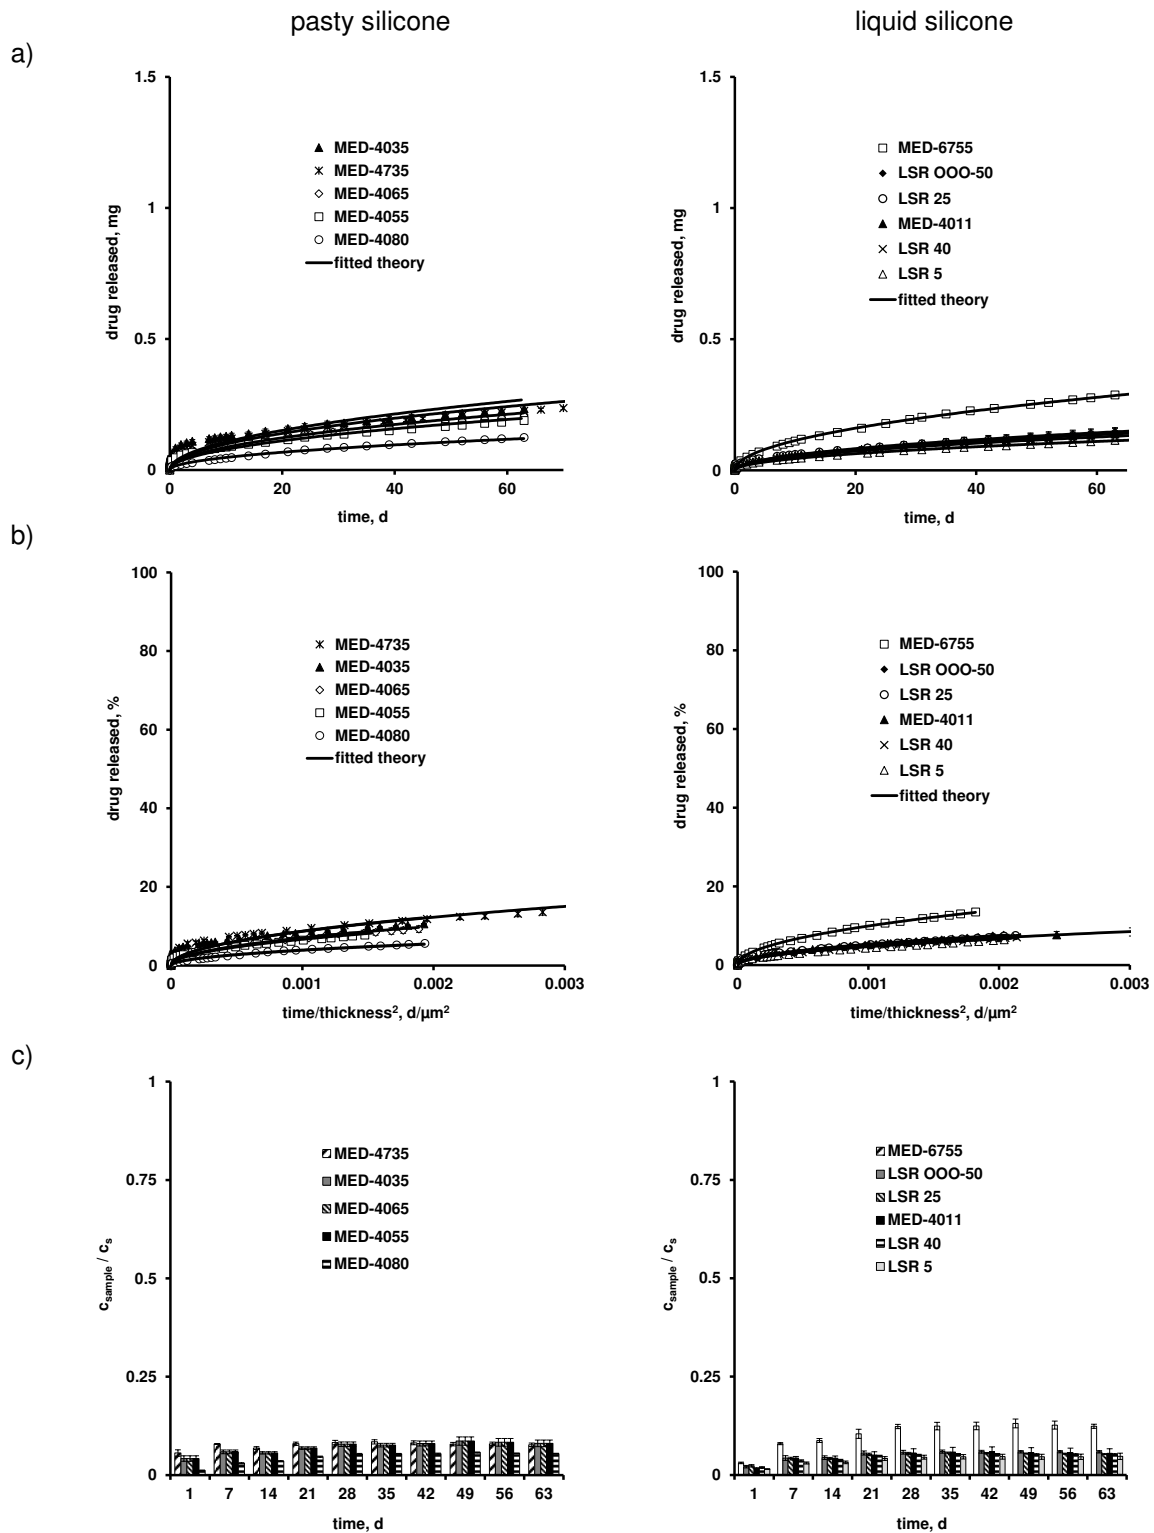 pasty silicone
liquid silicone
a)
1.5
1
0.5
0
drug released, mg
MED-4035
MED-4735
MED-4065
MED-4055
MED-4080
fitted theory
0 20 40 60
time, d
1.5
1
0.5
0
drug released, mg
MED-6755
LSR OOO-50
LSR 25
MED-4011
LSR 40
LSR 5
fitted theory
0 20 40 60
time, d
b)
100
80
60
40
20
0
drug released, %
MED-4735
MED-4035
MED-4065
MED-4055
MED-4080
fitted theory
0 0.001 0.002 0.003
time/thickness², d/µm²
100
80
60
40
20
0
drug released, %
MED-6755
LSR OOO-50
LSR 25
MED-4011
LSR 40
LSR 5
fitted theory
0 0.001 0.002 0.003
time/thickness², d/µm²
c)
1
0.75
0.5
0.25
0
c_sample / c_s
MED-4735
MED-4035
MED-4065
MED-4055
MED-4080
1 7 14 21 28 35 42 49 56 63
time, d
1
0.75
0.5
0.25
0
c_sample / c_s
MED-6755
LSR OOO-50
LSR 25
MED-4011
LSR 40
LSR 5
1 7 14 21 28 35 42 49 56 63
time, d